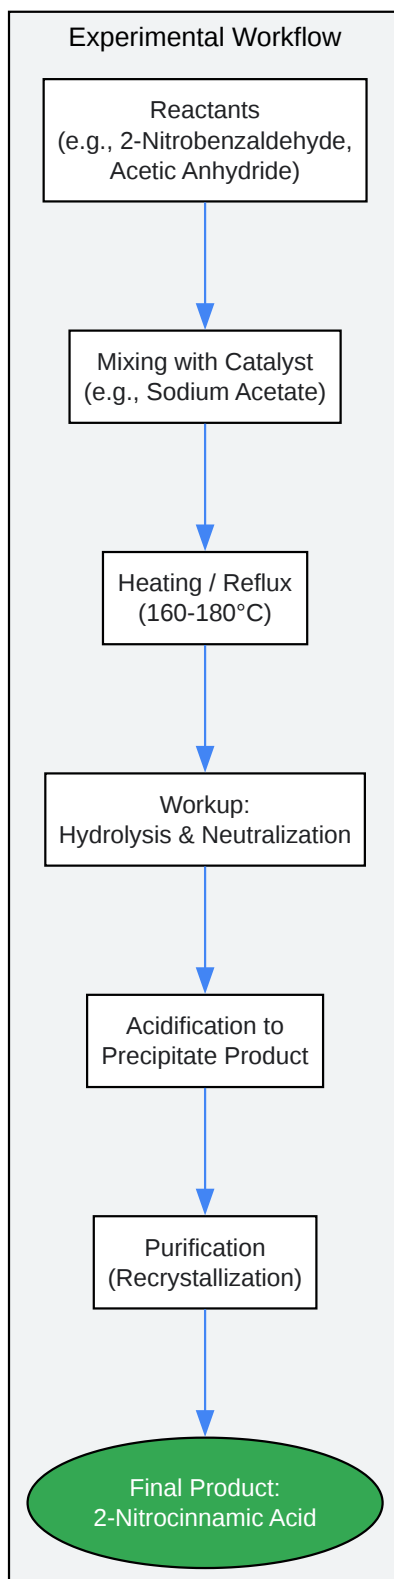 Experimental Workflow
Reactants
(e.g., 2-Nitrobenzaldehyde,
Acetic Anhydride)
Mixing with Catalyst
(e.g., Sodium Acetate)
Heating / Reflux
(160-180°C)
Workup:
Hydrolysis & Neutralization
Acidification to
Precipitate Product
Purification
(Recrystallization)
Final Product:
2-Nitrocinnamic Acid